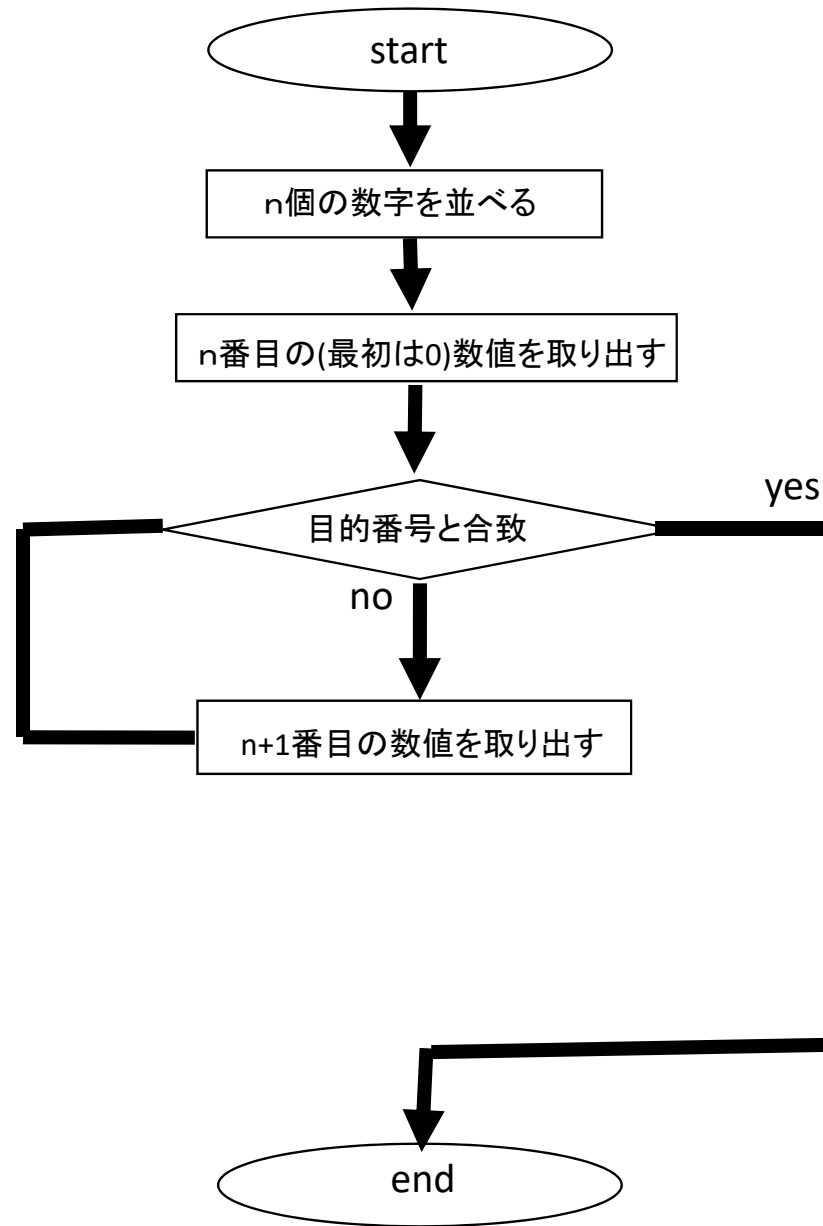 start
ｎ個の数字を並べる
ｎ番目の(最初は0)数値を取り出す
yes
目的番号と合致
no
n+1番目の数値を取り出す
end